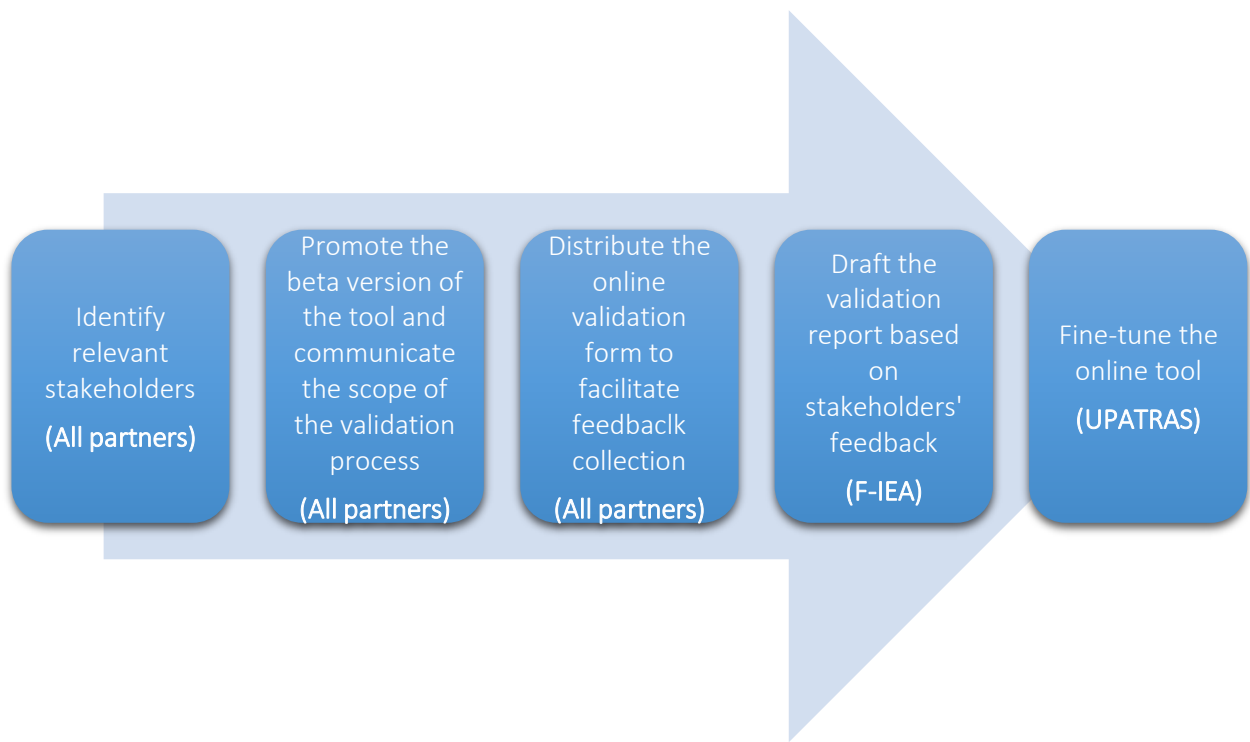 Identify
relevant
stakeholders
(All partners)
Promote the
beta version of
the tool and
communicate
the scope of
the validation
process
(All partners)
Distribute the
online
validation
form to
facilitate
feedbaclk
collection
(All partners)
Draft the
validation
report based
on
stakeholders'
feedback
(F-IEA)
Fine-tune the
online tool
(UPATRAS)